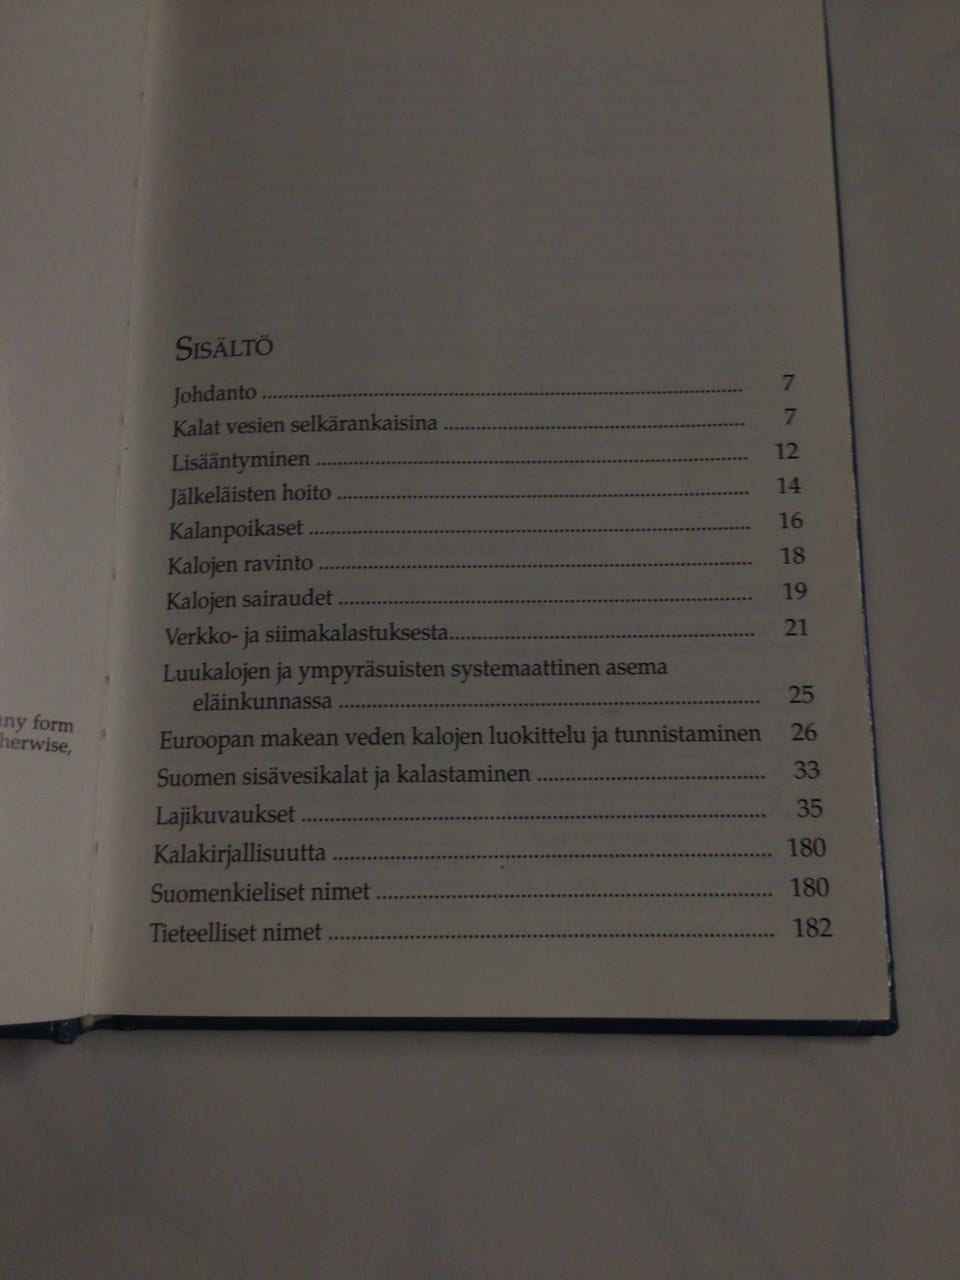 any form
herwise,
SISÄLTÖ
Johdanto ........ 7
Kalat vesien selkärankaisina ........ 7
Lisääntyminen ........ 12
Jälkeläisten hoito ........ 14
Kalanpoikaset ........ 16
Kalojen ravinto ........ 18
Kalojen sairaudet ........ 19
Verkko- ja siimakalastuksesta........ 21
Luukalojen ja ympyräsuisten systemaattinen asema
eläinkunnassa ........ 25
Euroopan makean veden kalojen luokittelu ja tunnistaminen 26
Suomen sisävesikalat ja kalastaminen ........ 33
Lajikuvaukset ........ 35
Kalakirjallisuutta ........ 180
Suomenkieliset nimet ........ 180
Tieteelliset nimet ........ 182